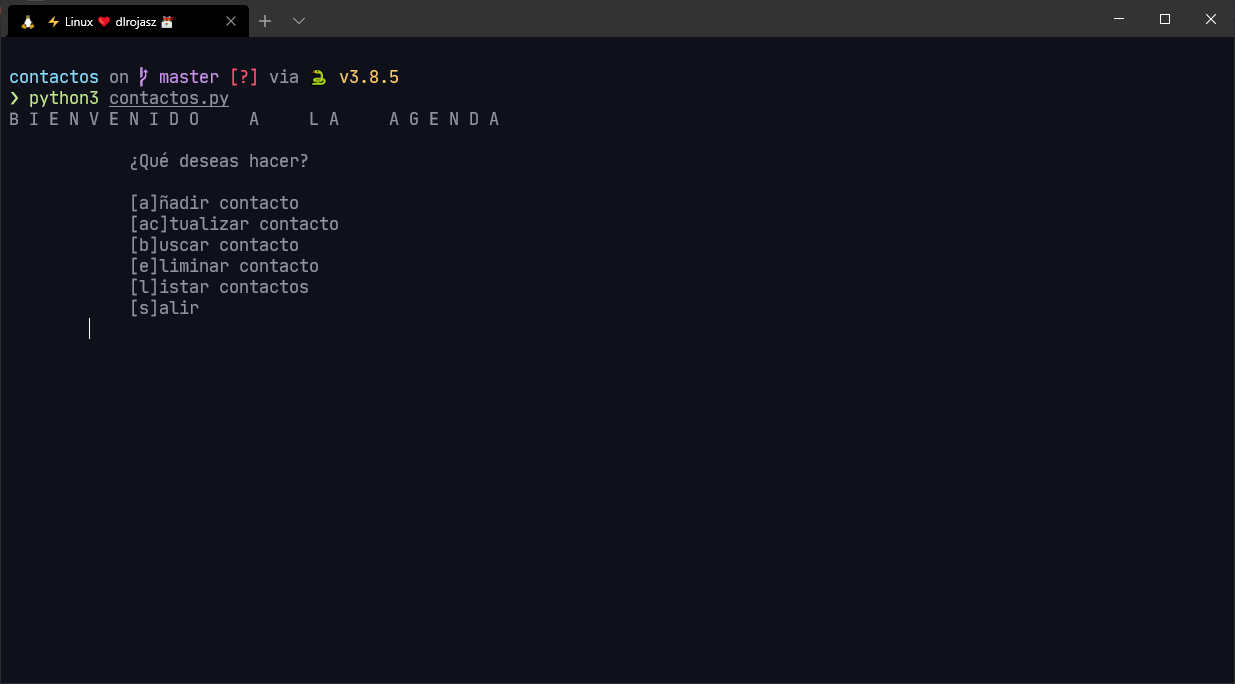 Linux ❤ dlrojasz
contactos on master [?] via v3.8.5
❯ python3 contactos.py
B I E N V E N I D O   A   L A   A G E N D A
¿Qué deseas hacer?
[a]ñadir contacto
[ac]tualizar contacto
[b]uscar contacto
[e]liminar contacto
[l]istar contactos
[s]alir